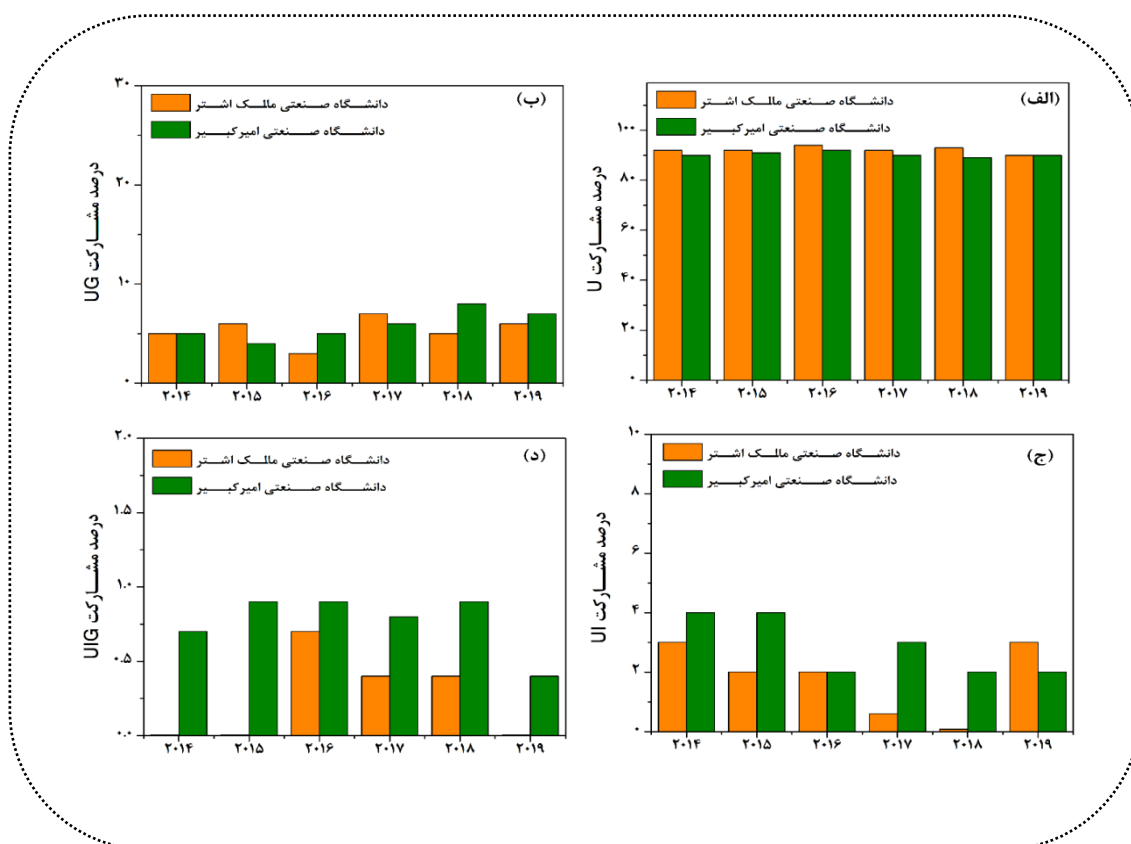 (الف)
دانشگاه صنعتی مالک اشتر
دانشگاه صنعتی امیرکبیر
درصد مشارکت U
۱۰۰
۸۰
۶۰
۴۰
۲۰
۰
۲۰۱۴ ۲۰۱۵ ۲۰۱۶ ۲۰۱۷ ۲۰۱۸ ۲۰۱۹
(ب)
دانشگاه صنعتی مالک اشتر
دانشگاه صنعتی امیرکبیر
درصد مشارکت UG
۳۰
۲۰
۱۰
۰
۲۰۱۴ ۲۰۱۵ ۲۰۱۶ ۲۰۱۷ ۲۰۱۸ ۲۰۱۹
(ج)
دانشگاه صنعتی مالک اشتر
دانشگاه صنعتی امیرکبیر
درصد مشارکت UI
۱۰
۸
۶
۴
۲
۰
۲۰۱۴ ۲۰۱۵ ۲۰۱۶ ۲۰۱۷ ۲۰۱۸ ۲۰۱۹
(د)
دانشگاه صنعتی مالک اشتر
دانشگاه صنعتی امیرکبیر
درصد مشارکت UIG
۲.۰
۱.۵
۱.۰
۰.۵
۰.۰
۲۰۱۴ ۲۰۱۵ ۲۰۱۶ ۲۰۱۷ ۲۰۱۸ ۲۰۱۹